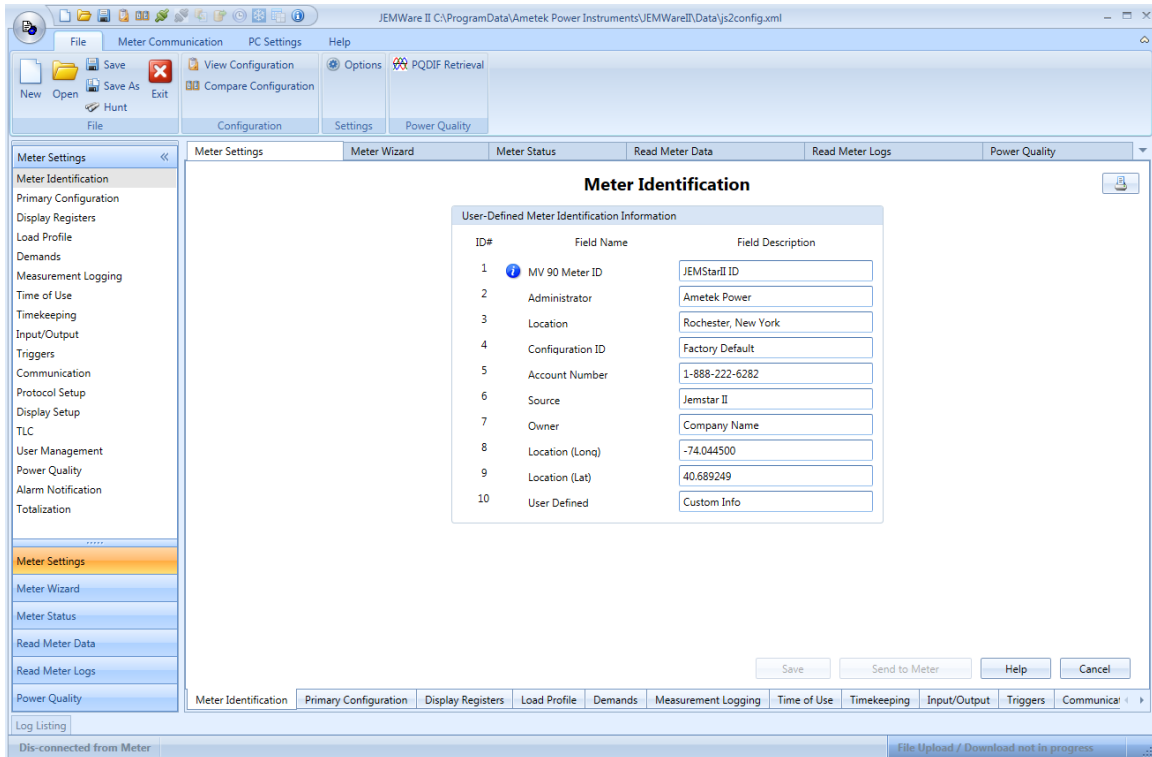 JEMWare II C:\ProgramData\Ametek Power Instruments\JEMWareII\Data\js2config.xml
File Meter Communication PC Settings Help
New Open Save Save As Hunt Exit
View Configuration
Compare Configuration
Options PQDIF Retrieval
File Configuration Settings Power Quality
Meter Settings «
Meter Identification
Primary Configuration
Display Registers
Load Profile
Demands
Measurement Logging
Time of Use
Timekeeping
Input/Output
Triggers
Communication
Protocol Setup
Display Setup
TLC
User Management
Power Quality
Alarm Notification
Totalization
Meter Settings
Meter Wizard
Meter Status
Read Meter Data
Read Meter Logs
Power Quality
Meter Settings Meter Wizard Meter Status Read Meter Data Read Meter Logs Power Quality
Meter Identification
User-Defined Meter Identification Information
ID# Field Name Field Description
1 MV 90 Meter ID JEMStarII ID
2 Administrator Ametek Power
3 Location Rochester, New York
4 Configuration ID Factory Default
5 Account Number 1-888-222-6282
6 Source Jemstar II
7 Owner Company Name
8 Location (Long) -74.044500
9 Location (Lat) 40.689249
10 User Defined Custom Info
Save Send to Meter Help Cancel
Meter Identification Primary Configuration Display Registers Load Profile Demands Measurement Logging Time of Use Timekeeping Input/Output Triggers Communicat
Log Listing
Dis-connected from Meter File Upload / Download not in progress